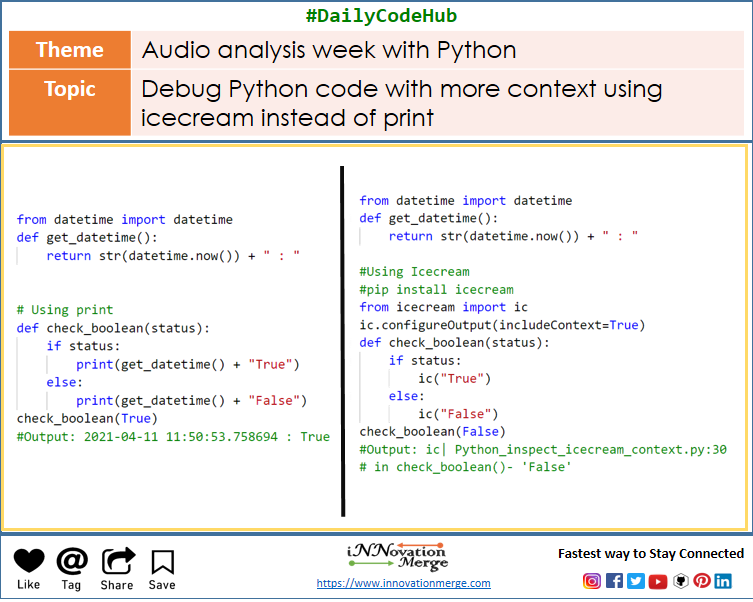 #DailyCodeHub
Theme
Audio analysis week with Python
Topic
Debug Python code with more context using
icecream instead of print
from datetime import datetime
def get_datetime():
    return str(datetime.now()) + " : "
# Using print
def check_boolean(status):
    if status:
        print(get_datetime() + "True")
    else:
        print(get_datetime() + "False")
check_boolean(True)
#Output: 2021-04-11 11:50:53.758694 : True
from datetime import datetime
def get_datetime():
    return str(datetime.now()) + " : "
#Using Icecream
#pip install icecream
from icecream import ic
ic.configureOutput(includeContext=True)
def check_boolean(status):
    if status:
        ic("True")
    else:
        ic("False")
check_boolean(False)
#Output: ic| Python_inspect_icecream_context.py:30
# in check_boolean()- 'False'
Like
Tag
Share
Save
iNNovation
Merge
https://www.innovationmerge.com
Fastest way to Stay Connected